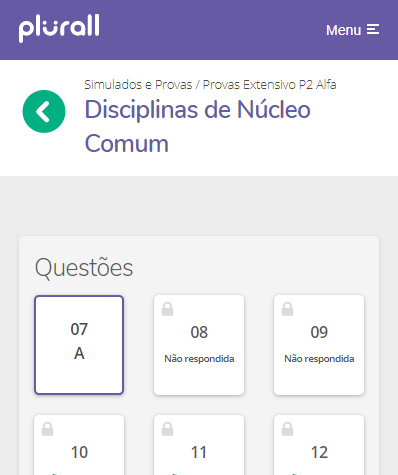 plurall
Menu
Simulados e Provas / Provas Extensivo P2 Alfa
Disciplinas de Núcleo
Comum
Questões
07
A
08
Não respondida
09
Não respondida
10
11
12